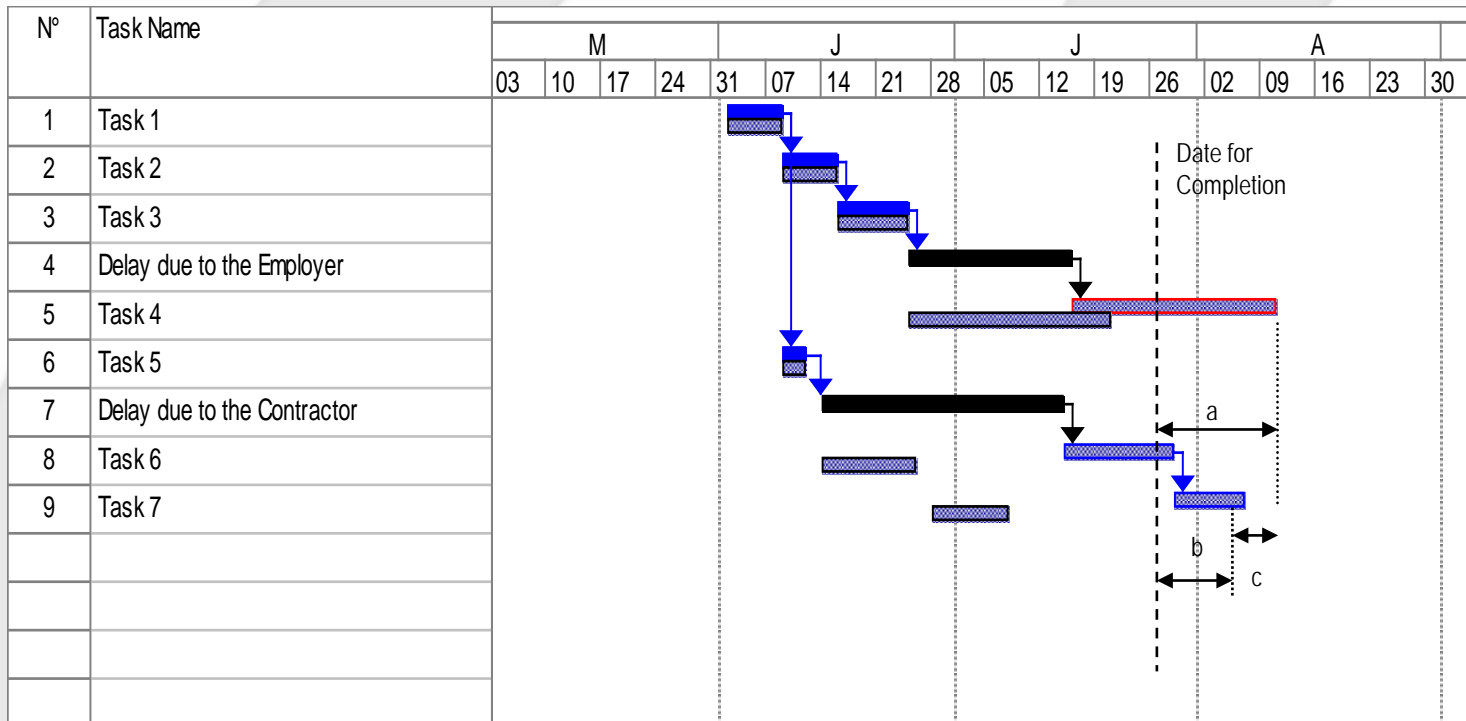 N° Task Name
M J J A
03 10 17 24 31 07 14 21 28 05 12 19 26 02 09 16 23 30
1 Task 1
Date for
Completion
2 Task 2
3 Task 3
4 Delay due to the Employer
5 Task 4
6 Task 5
7 Delay due to the Contractor
a
8 Task 6
9 Task 7
b
c